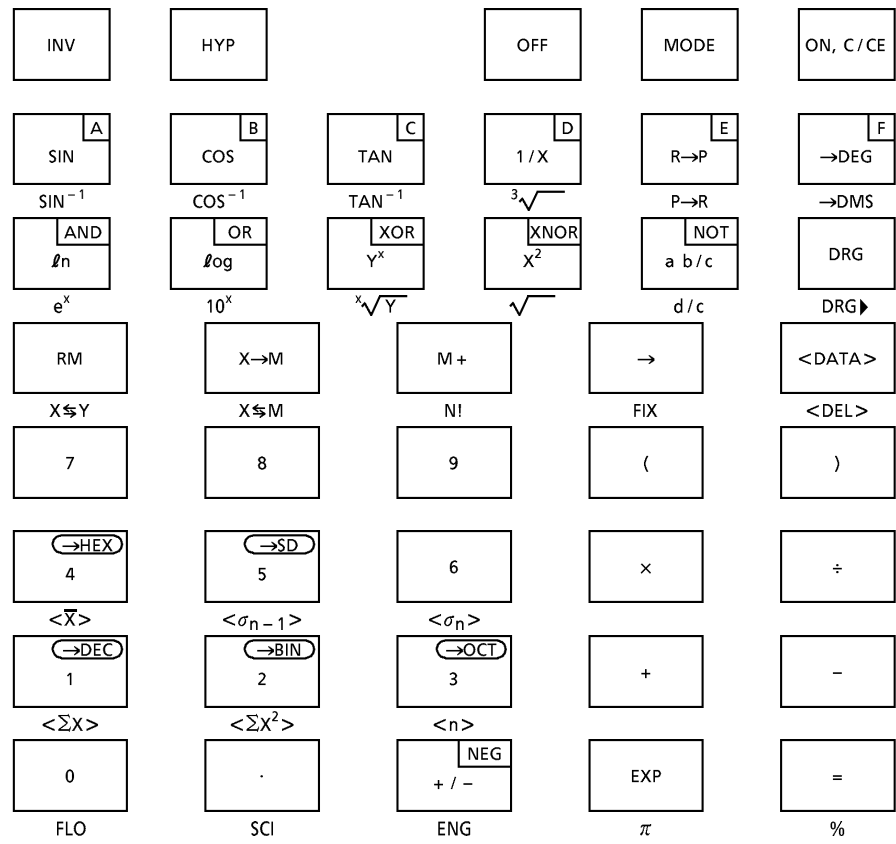 INV HYP OFF MODE ON, C/CE
A B C D E F
SIN COS TAN 1/X R→P →DEG
SIN⁻¹ COS⁻¹ TAN⁻¹ ³√ P→R →DMS
AND OR XOR XNOR NOT
ℓn ℓog Yˣ X² a b/c DRG
eˣ 10ˣ ˣ√Y √ d/c DRG▶
RM X→M M+ → <DATA>
X⇆Y X⇆M N! FIX <DEL>
7 8 9 ( )
→HEX →SD
4 5 6 × ÷
<X̅> <σn−1> <σn>
→DEC →BIN →OCT
1 2 3 + −
<ΣX> <ΣX²> <n>
NEG
0 . +/− EXP =
FLO SCI ENG π %